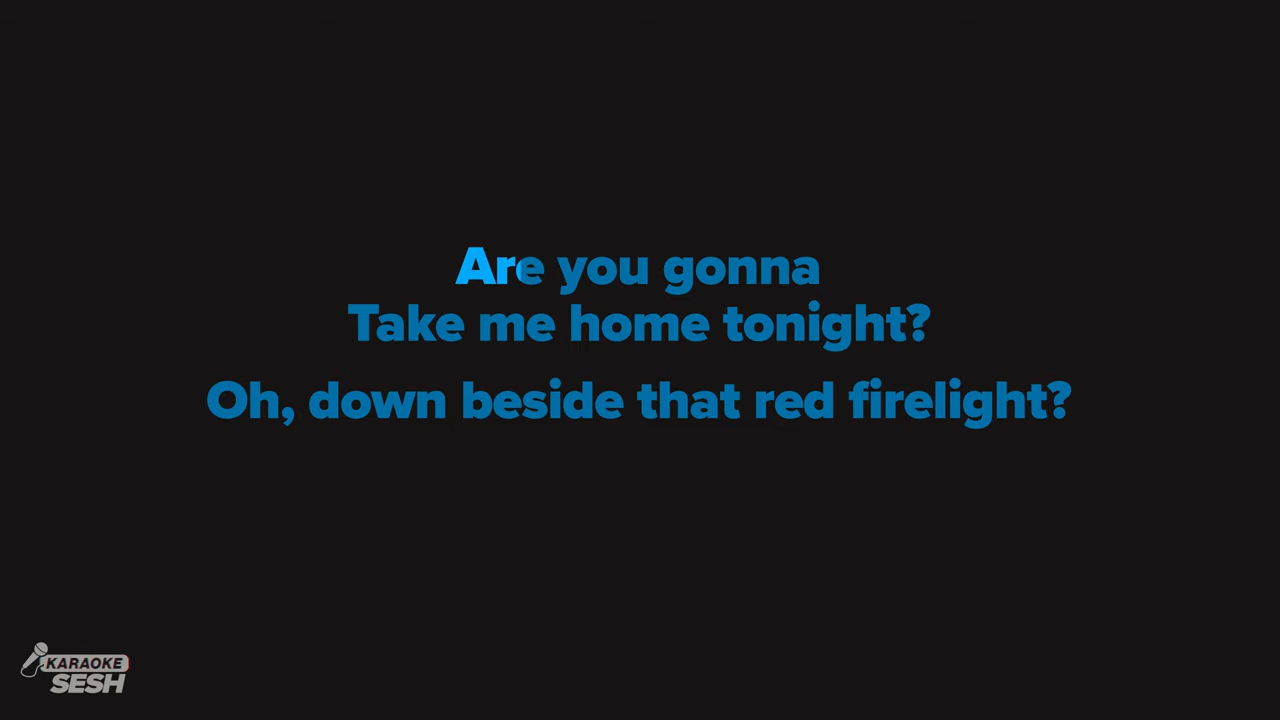 Are you gonna
Take me home tonight?
Oh, down beside that red firelight?
KARAOKE
SESH